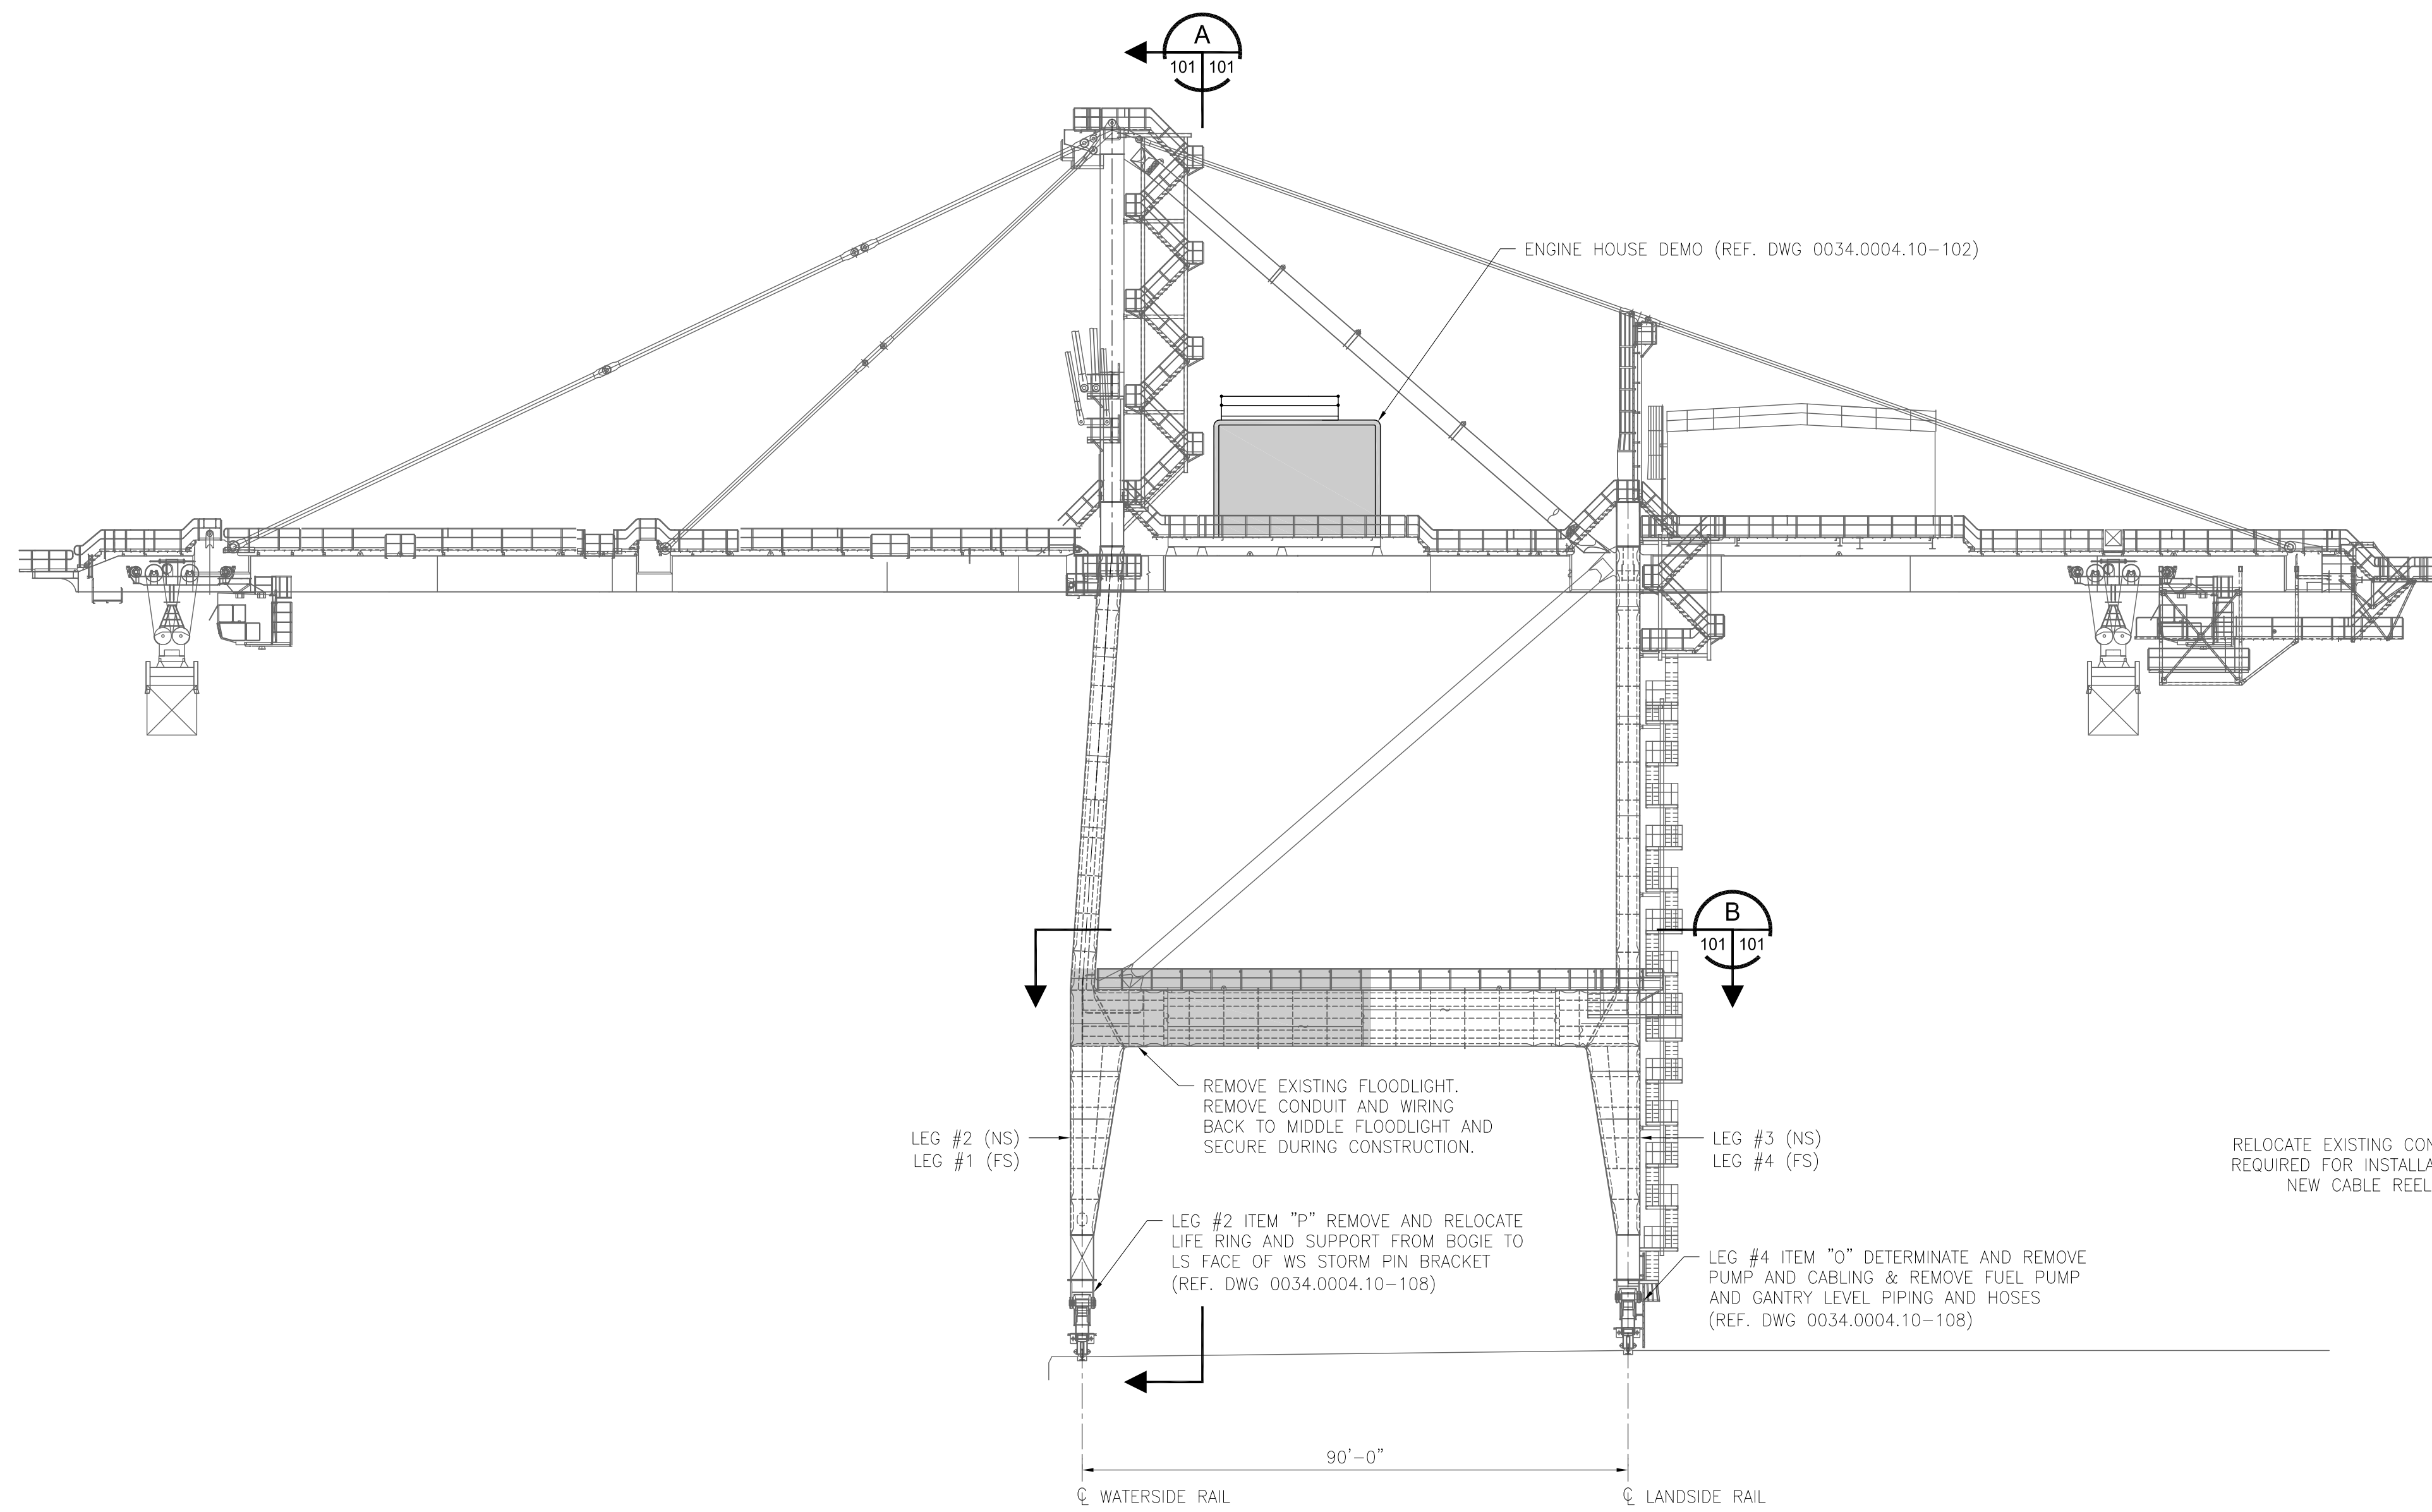 A
101 101
ENGINE HOUSE DEMO (REF. DWG 0034.0004.10-102)
B
101 101
REMOVE EXISTING FLOODLIGHT.
REMOVE CONDUIT AND WIRING
BACK TO MIDDLE FLOODLIGHT AND
SECURE DURING CONSTRUCTION.
LEG #2 (NS)
LEG #1 (FS)
LEG #3 (NS)
LEG #4 (FS)
RELOCATE EXISTING CON
REQUIRED FOR INSTALLA
NEW CABLE REEL
LEG #2 ITEM "P" REMOVE AND RELOCATE
LIFE RING AND SUPPORT FROM BOGIE TO
LS FACE OF WS STORM PIN BRACKET
(REF. DWG 0034.0004.10-108)
LEG #4 ITEM "O" DETERMINATE AND REMOVE
PUMP AND CABLING & REMOVE FUEL PUMP
AND GANTRY LEVEL PIPING AND HOSES
(REF. DWG 0034.0004.10-108)
90'-0"
℄ WATERSIDE RAIL
℄ LANDSIDE RAIL